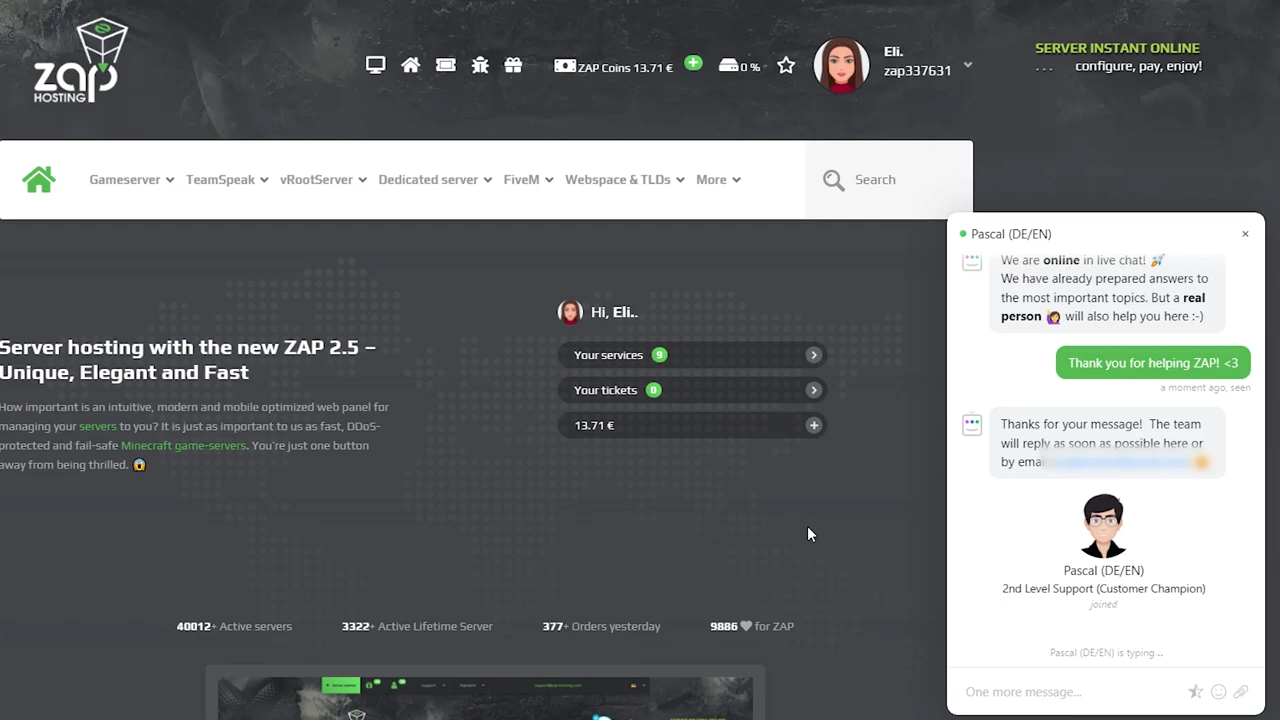 zap
HOSTING
ZAP Coins 13.71 €
0 %
Eli.
zap337631
SERVER INSTANT ONLINE
... configure, pay, enjoy!
Gameserver
TeamSpeak
vRootServer
Dedicated server
FiveM
Webspace & TLDs
More
Search
Server hosting with the new ZAP 2.5 –
Unique, Elegant and Fast
How important is an intuitive, modern and mobile optimized web panel for
managing your servers to you? It is just as important to us as fast, DDoS-
protected and fail-safe Minecraft game-servers. You're just one button
away from being thrilled. 😱
Hi, Eli..
Your services 9
Your tickets 0
13.71 €
40012+ Active servers
3322+ Active Lifetime Server
377+ Orders yesterday
9886 for ZAP
Pascal (DE/EN)
We are online in live chat! 🚀
We have already prepared answers to
the most important topics. But a real
person 🙋 will also help you here :-)
Thank you for helping ZAP! <3
a moment ago, seen
Thanks for your message! The team
will reply as soon as possible here or
by ema
Pascal (DE/EN)
2nd Level Support (Customer Champion)
joined
Pascal (DE/EN) is typing...
One more message...